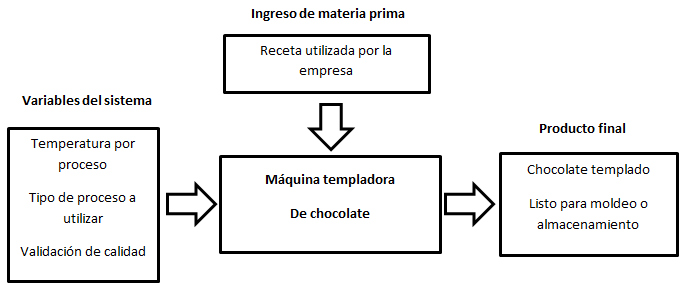 Ingreso de materia prima
Receta utilizada por la
empresa
Variables del sistema
Temperatura por
proceso
Tipo de proceso a
utilizar
Validación de calidad
Máquina templadora
De chocolate
Producto final
Chocolate templado
Listo para moldeo o
almacenamiento